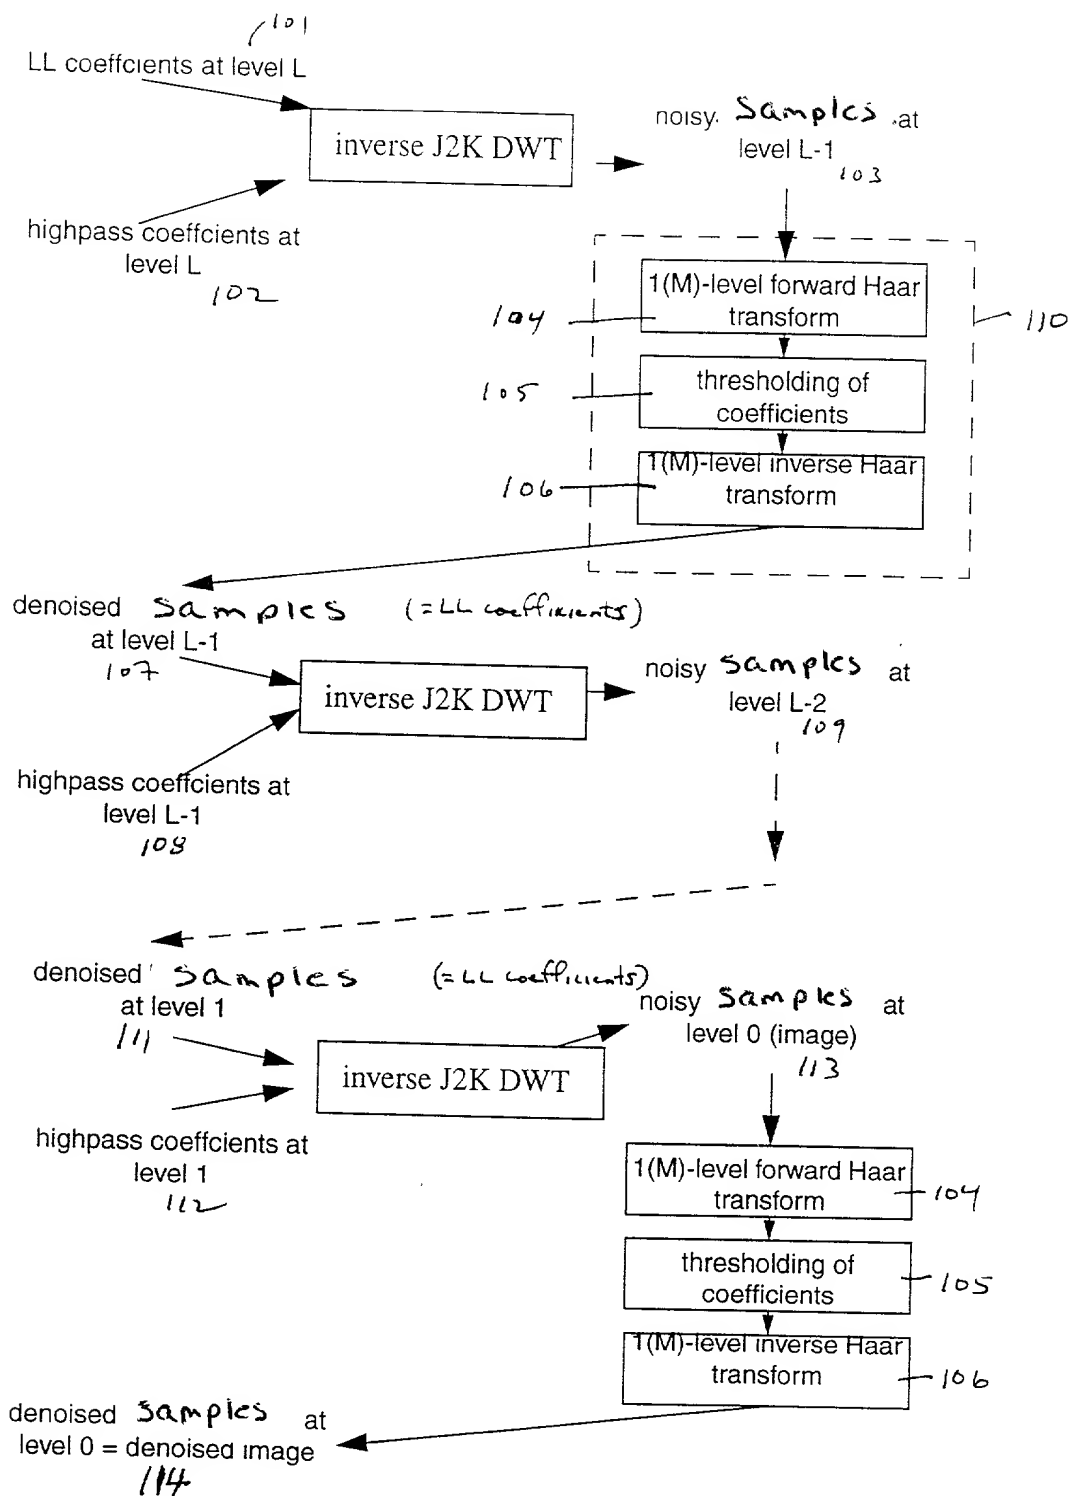 101
LL coeffcients at level L
inverse J2K DWT
noisy samples at
level L-1
103
highpass coeffcients at
level L
102
1(M)-level forward Haar
transform
104
110
thresholding of
coefficients
105
1(M)-level inverse Haar
transform
106
denoised samples (=LL coefficients)
at level L-1
107
inverse J2K DWT
noisy samples at
level L-2
109
highpass coeffcients at
level L-1
108
denoised samples (=LL coefficients)
at level 1
111
noisy samples at
level 0 (image)
113
inverse J2K DWT
highpass coeffcients at
level 1
112
1(M)-level forward Haar
transform
104
thresholding of
coefficients
105
1(M)-level inverse Haar
transform
106
denoised samples at
level 0 = denoised image
114